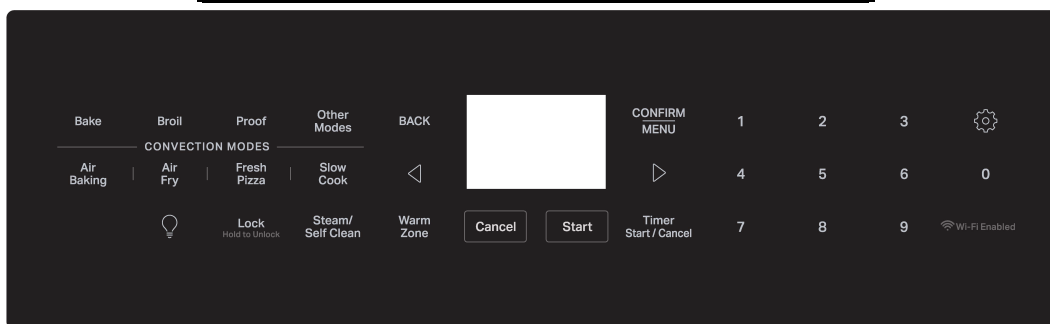 Bake Broil Proof Other Modes BACK CONFIRM MENU 1 2 3
CONVECTION MODES
Air Baking Air Fry Fresh Pizza Slow Cook 4 5 6 0
Lock Hold to Unlock Steam/ Self Clean Warm Zone Cancel Start Timer Start / Cancel 7 8 9 Wi-Fi Enabled